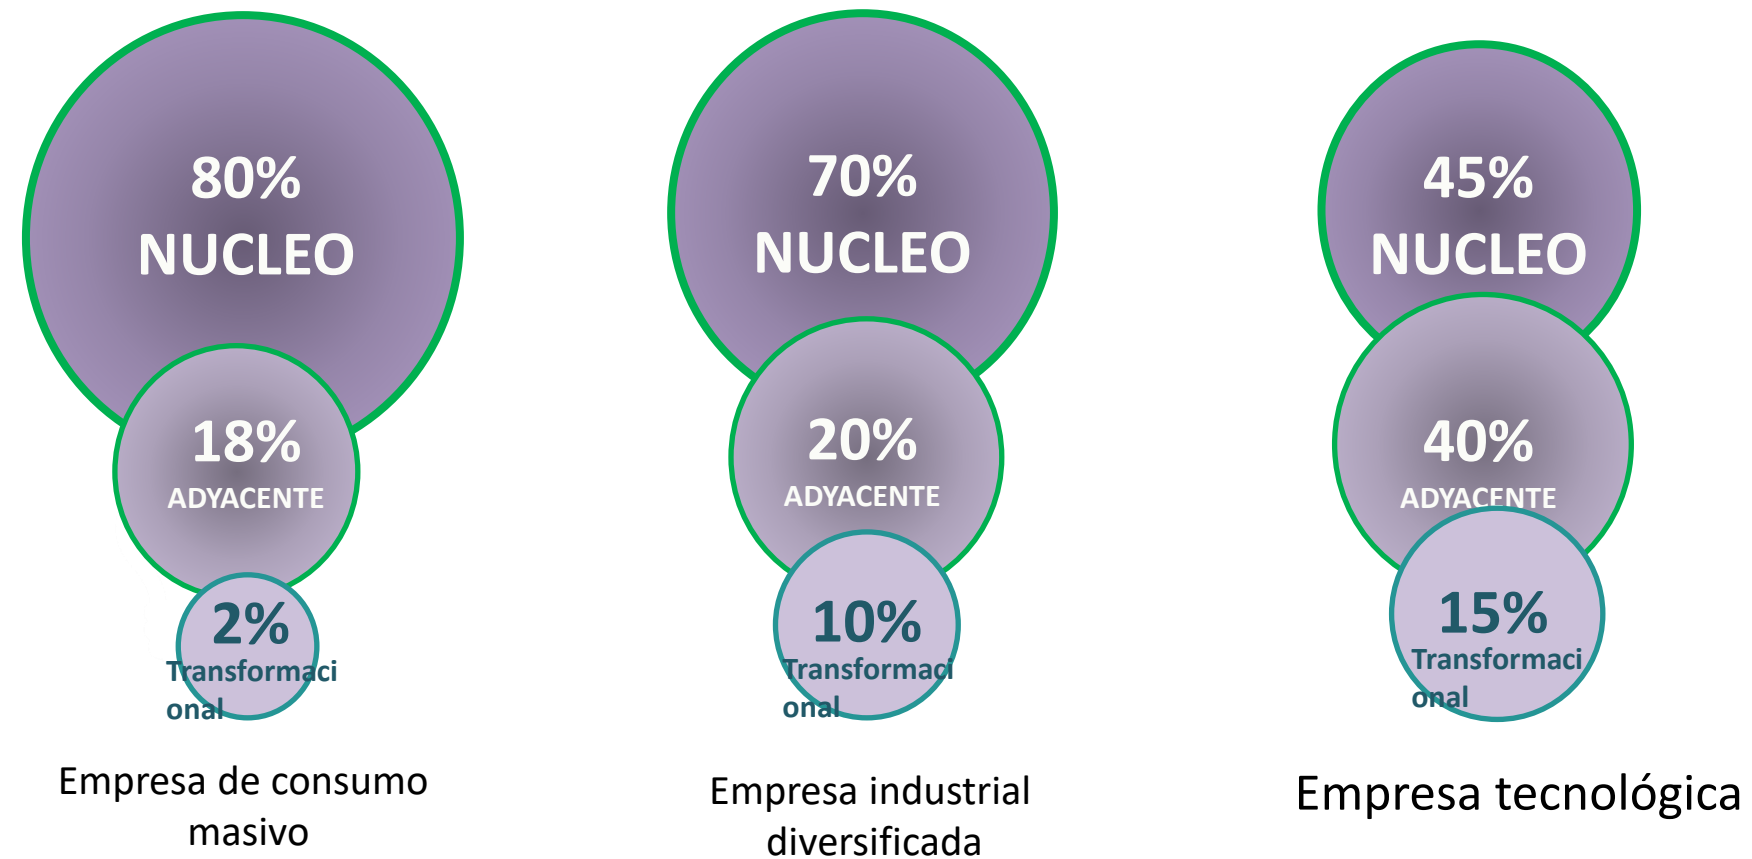 80%
NUCLEO
18%
ADYACENTE
2%
Transformaci
onal
Empresa de consumo
masivo
70%
NUCLEO
20%
ADYACENTE
10%
Transformaci
onal
Empresa industrial
diversificada
45%
NUCLEO
40%
ADYACENTE
15%
Transformaci
onal
Empresa tecnológica